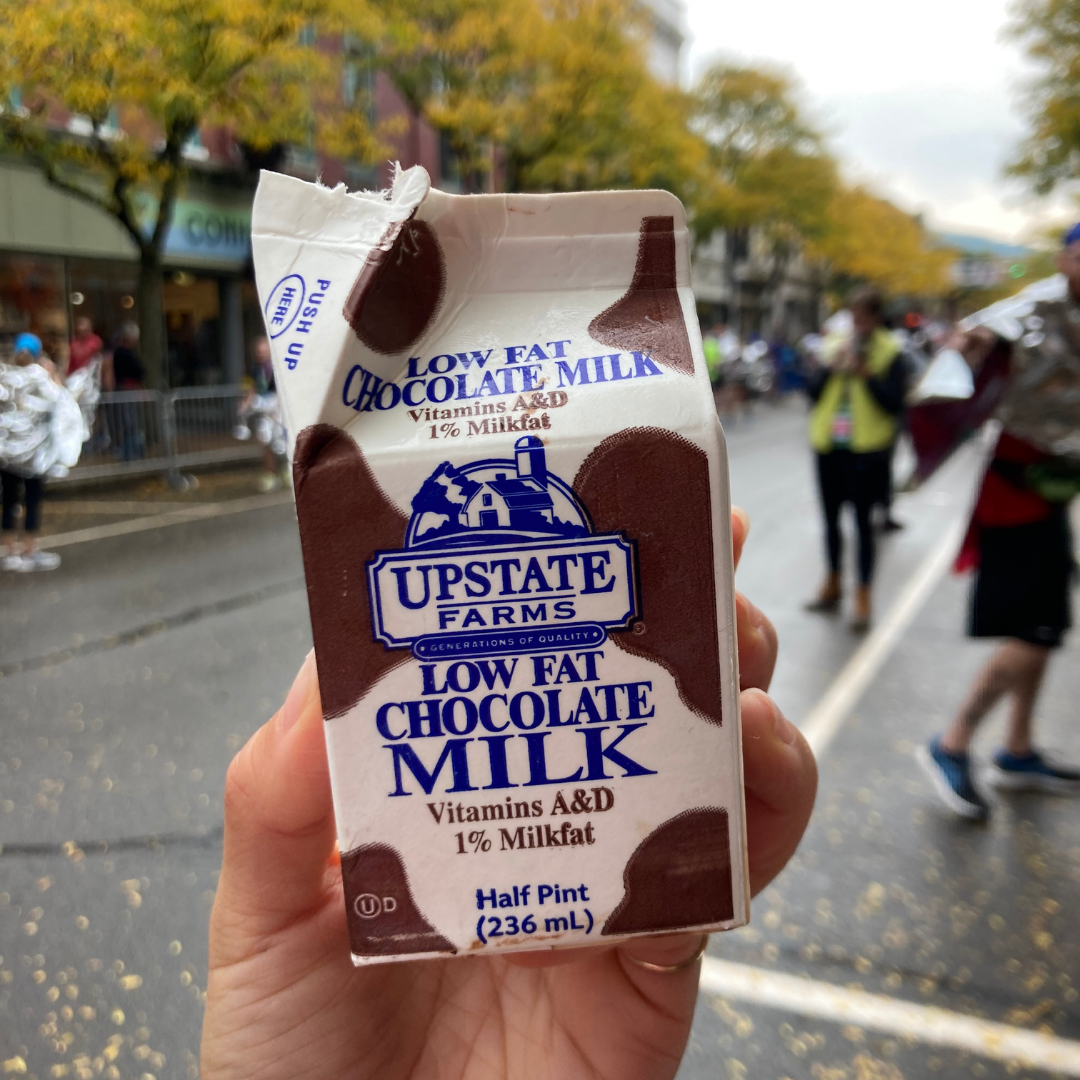 CON
PUSH UP
HERE
LOW FAT
CHOCOLATE MILK
Vitamins A&D
1% Milkfat
UPSTATE
FARMS
GENERATIONS OF QUALITY
®
LOW FAT
CHOCOLATE
MILK
Vitamins A&D
1% Milkfat
Half Pint
(236 mL)
U D